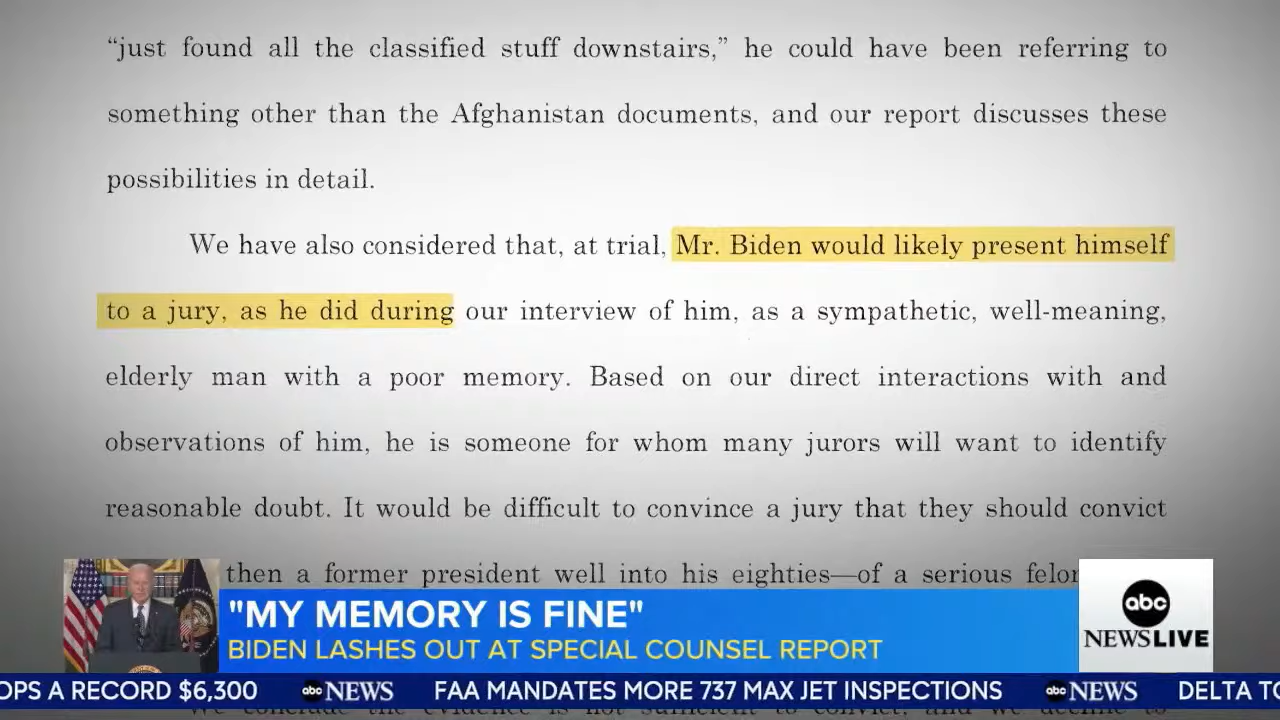 “just found all the classified stuff downstairs,” he could have been referring to
something other than the Afghanistan documents, and our report discusses these
possibilities in detail.
We have also considered that, at trial, Mr. Biden would likely present himself
to a jury, as he did during our interview of him, as a sympathetic, well-meaning,
elderly man with a poor memory. Based on our direct interactions with and
observations of him, he is someone for whom many jurors will want to identify
reasonable doubt. It would be difficult to convince a jury that they should convict
then a former president well into his eighties—of a serious felon
"MY MEMORY IS FINE"
BIDEN LASHES OUT AT SPECIAL COUNSEL REPORT
abc
NEWSLIVE
OPS A RECORD $6,300 abc NEWS FAA MANDATES MORE 737 MAX JET INSPECTIONS abc NEWS DELTA TO